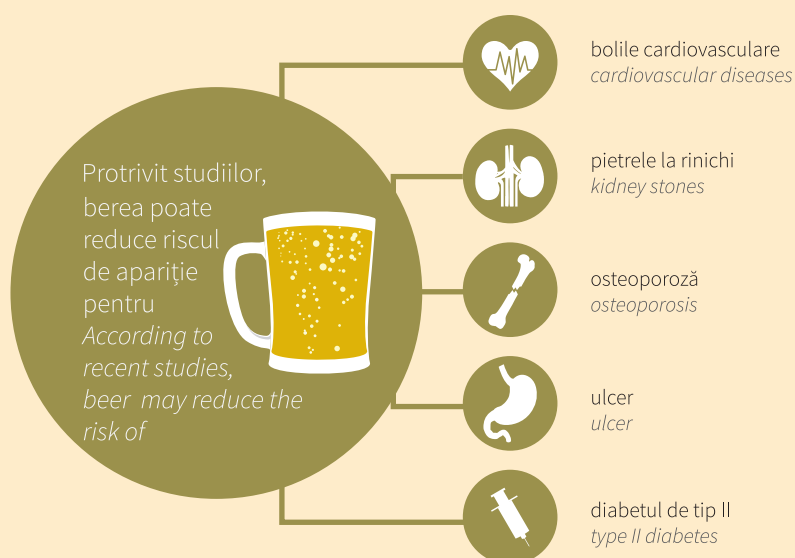 Protrivit studiilor,
berea poate
reduce riscul
de apariție
pentru
According to
recent studies,
beer may reduce the
risk of
bolile cardiovasculare
cardiovascular diseases
pietrele la rinichi
kidney stones
osteoporoză
osteoporosis
ulcer
ulcer
diabetul de tip II
type II diabetes